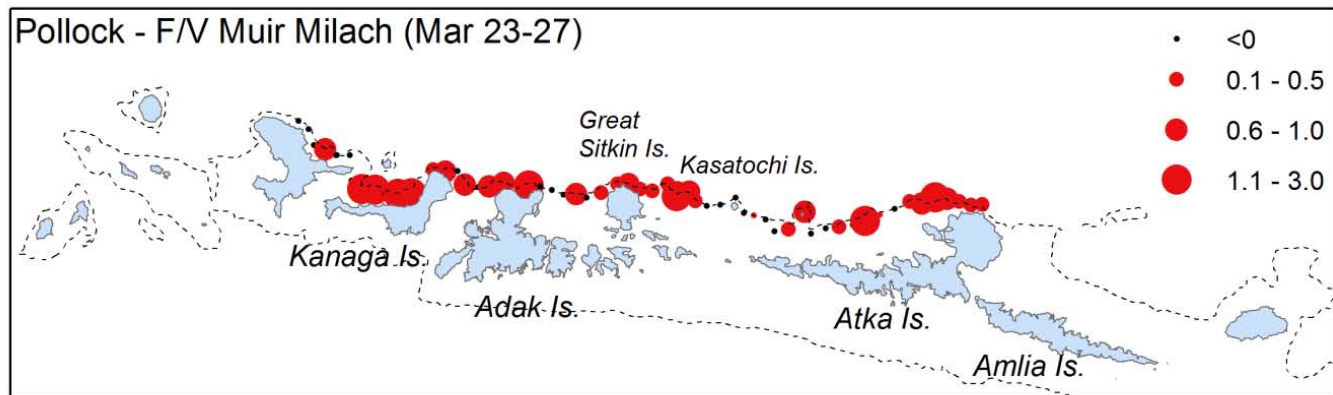 Pollock - F/V Muir Milach (Mar 23-27)
<0
0.1 - 0.5
0.6 - 1.0
1.1 - 3.0
Great
Sitkin Is.
Kasatochi Is.
Kanaga Is.
Adak Is.
Atka Is.
Amlia Is.